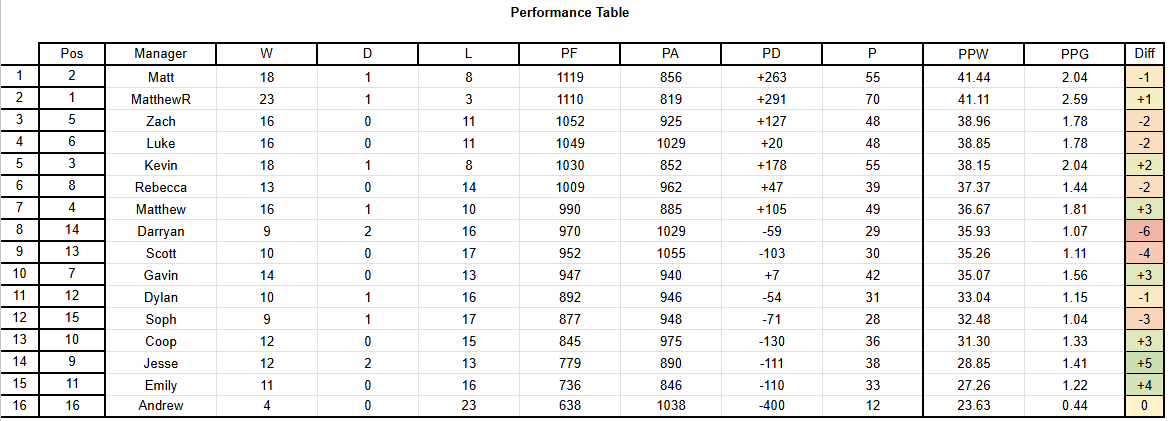 Performance Table
Pos Manager W D L PF PA PD P PPW PPG Diff
1 2 Matt 18 1 8 1119 856 +263 55 41.44 2.04 -1
2 1 MatthewR 23 1 3 1110 819 +291 70 41.11 2.59 +1
3 5 Zach 16 0 11 1052 925 +127 48 38.96 1.78 -2
4 6 Luke 16 0 11 1049 1029 +20 48 38.85 1.78 -2
5 3 Kevin 18 1 8 1030 852 +178 55 38.15 2.04 +2
6 8 Rebecca 13 0 14 1009 962 +47 39 37.37 1.44 -2
7 4 Matthew 16 1 10 990 885 +105 49 36.67 1.81 +3
8 14 Darryan 9 2 16 970 1029 -59 29 35.93 1.07 -6
9 13 Scott 10 0 17 952 1055 -103 30 35.26 1.11 -4
10 7 Gavin 14 0 13 947 940 +7 42 35.07 1.56 +3
11 12 Dylan 10 1 16 892 946 -54 31 33.04 1.15 -1
12 15 Soph 9 1 17 877 948 -71 28 32.48 1.04 -3
13 10 Coop 12 0 15 845 975 -130 36 31.30 1.33 +3
14 9 Jesse 12 2 13 779 890 -111 38 28.85 1.41 +5
15 11 Emily 11 0 16 736 846 -110 33 27.26 1.22 +4
16 16 Andrew 4 0 23 638 1038 -400 12 23.63 0.44 0